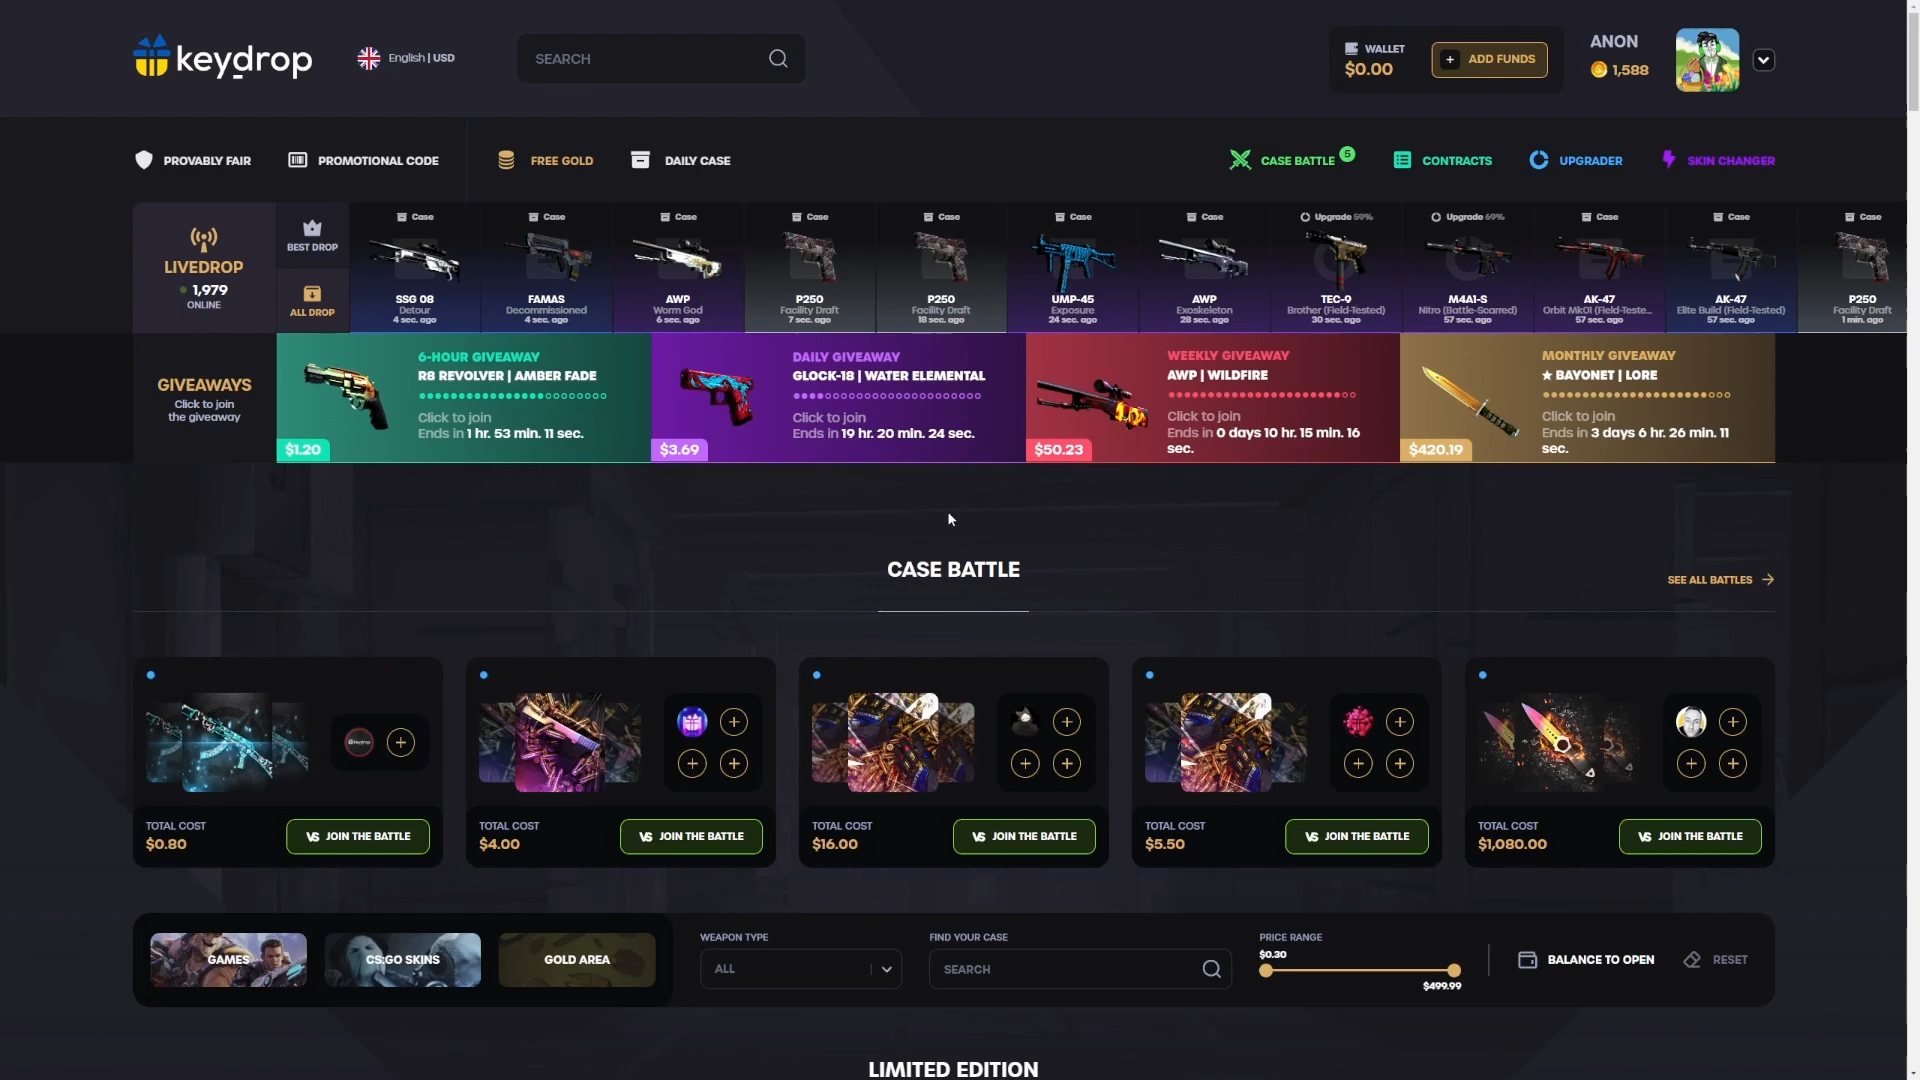 keydrop
English | USD
SEARCH
WALLET
$0.00
+ ADD FUNDS
ANON
1,588
PROVABLY FAIR
PROMOTIONAL CODE
FREE GOLD
DAILY CASE
CASE BATTLE 5
CONTRACTS
UPGRADER
SKIN CHANGER
LIVEDROP
1,979
ONLINE
BEST DROP
ALL DROP
Case
SSG 08
Detour
4 sec. ago
Case
FAMAS
Decommissioned
4 sec. ago
Case
AWP
Worm God
6 sec. ago
Case
P250
Facility Draft
7 sec. ago
Case
P250
Facility Draft
18 sec. ago
Case
UMP-45
Exposure
24 sec. ago
Case
AWP
Exoskeleton
28 sec. ago
Upgrade 59%
TEC-9
Brother (Field-Tested)
30 sec. ago
Upgrade 69%
M4A1-S
Nitro (Battle-Scarred)
57 sec. ago
Case
AK-47
Orbit Mk01 (Field-Teste...
57 sec. ago
Case
AK-47
Elite Build (Field-Tested)
57 sec. ago
Case
P250
Facility Draft
1 min. ago
GIVEAWAYS
Click to join
the giveaway
6-HOUR GIVEAWAY
R8 REVOLVER | AMBER FADE
Click to join
Ends in 1 hr. 53 min. 11 sec.
$1.20
DAILY GIVEAWAY
GLOCK-18 | WATER ELEMENTAL
Click to join
Ends in 19 hr. 20 min. 24 sec.
$3.69
WEEKLY GIVEAWAY
AWP | WILDFIRE
Click to join
Ends in 0 days 10 hr. 15 min. 16
sec.
$50.23
MONTHLY GIVEAWAY
★ BAYONET | LORE
Click to join
Ends in 3 days 6 hr. 26 min. 11
sec.
$420.19
CASE BATTLE
SEE ALL BATTLES
TOTAL COST
$0.80
VS JOIN THE BATTLE
TOTAL COST
$4.00
VS JOIN THE BATTLE
TOTAL COST
$16.00
VS JOIN THE BATTLE
TOTAL COST
$5.50
VS JOIN THE BATTLE
TOTAL COST
$1,080.00
VS JOIN THE BATTLE
GAMES
CS:GO SKINS
GOLD AREA
WEAPON TYPE
ALL
FIND YOUR CASE
SEARCH
PRICE RANGE
$0.30
$499.99
BALANCE TO OPEN
RESET
LIMITED EDITION